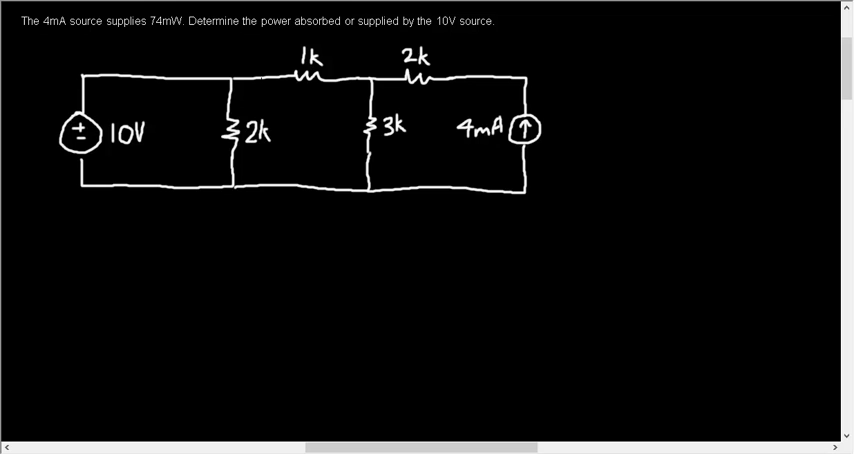 The 4mA source supplies 74mW. Determine the power absorbed or supplied by the 10V source.
1k 2k
± 10V 2k 3k 4mA